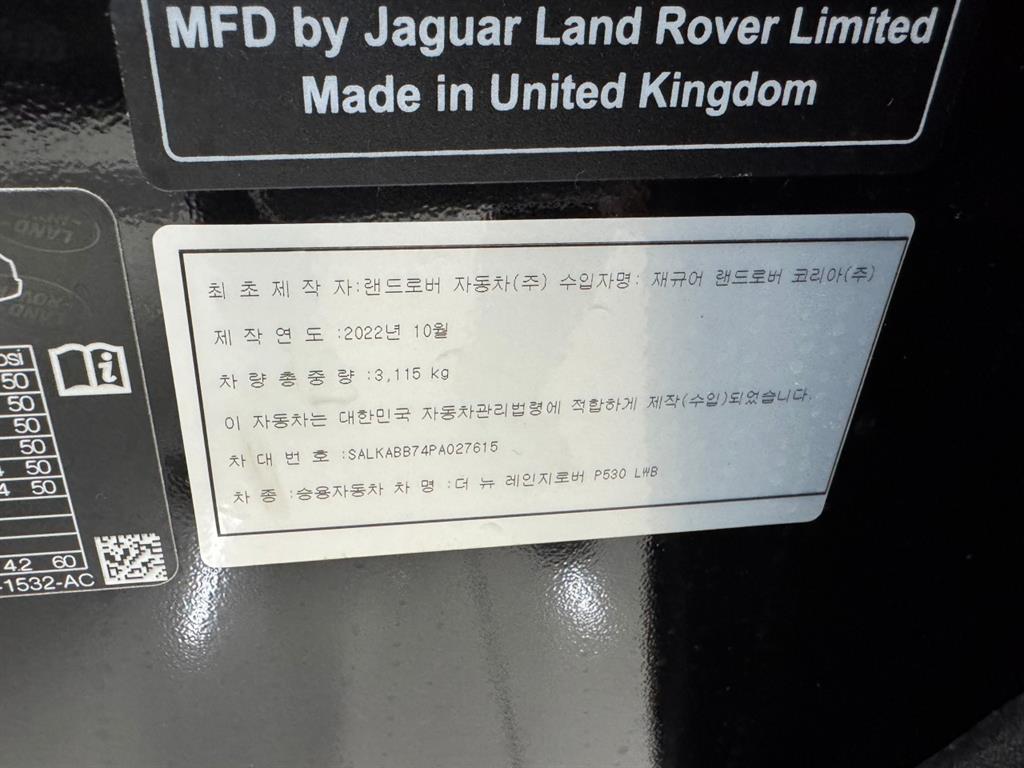 MFD by Jaguar Land Rover Limited
Made in United Kingdom
최 초 제 작 자:랜드로버 자동차(주) 수입자명: 재규어 랜드로버 코리아(주)
제 작 연 도 :2022년 10월
차 량 총 중 량 :3,115 kg
이 자동차는 대한민국 자동차관리법령에 적합하게 제작(수입)되었습니다.
차 대 번 호 :SALKABB74PA027615
차 종 :승용자동차 차 명 :더 뉴 레인지로버 P530 LWB
LAND
psi
50
50
50
50
50
4 50
4.2 60
-1532-AC